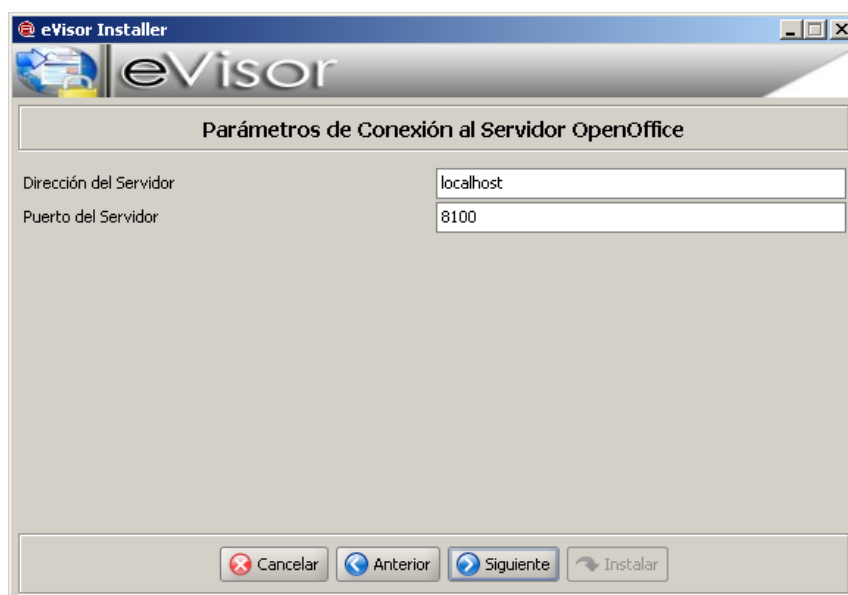 eVisor Installer
eVisor
Parámetros de Conexión al Servidor OpenOffice
Dirección del Servidor localhost
Puerto del Servidor 8100
Cancelar Anterior Siguiente Instalar